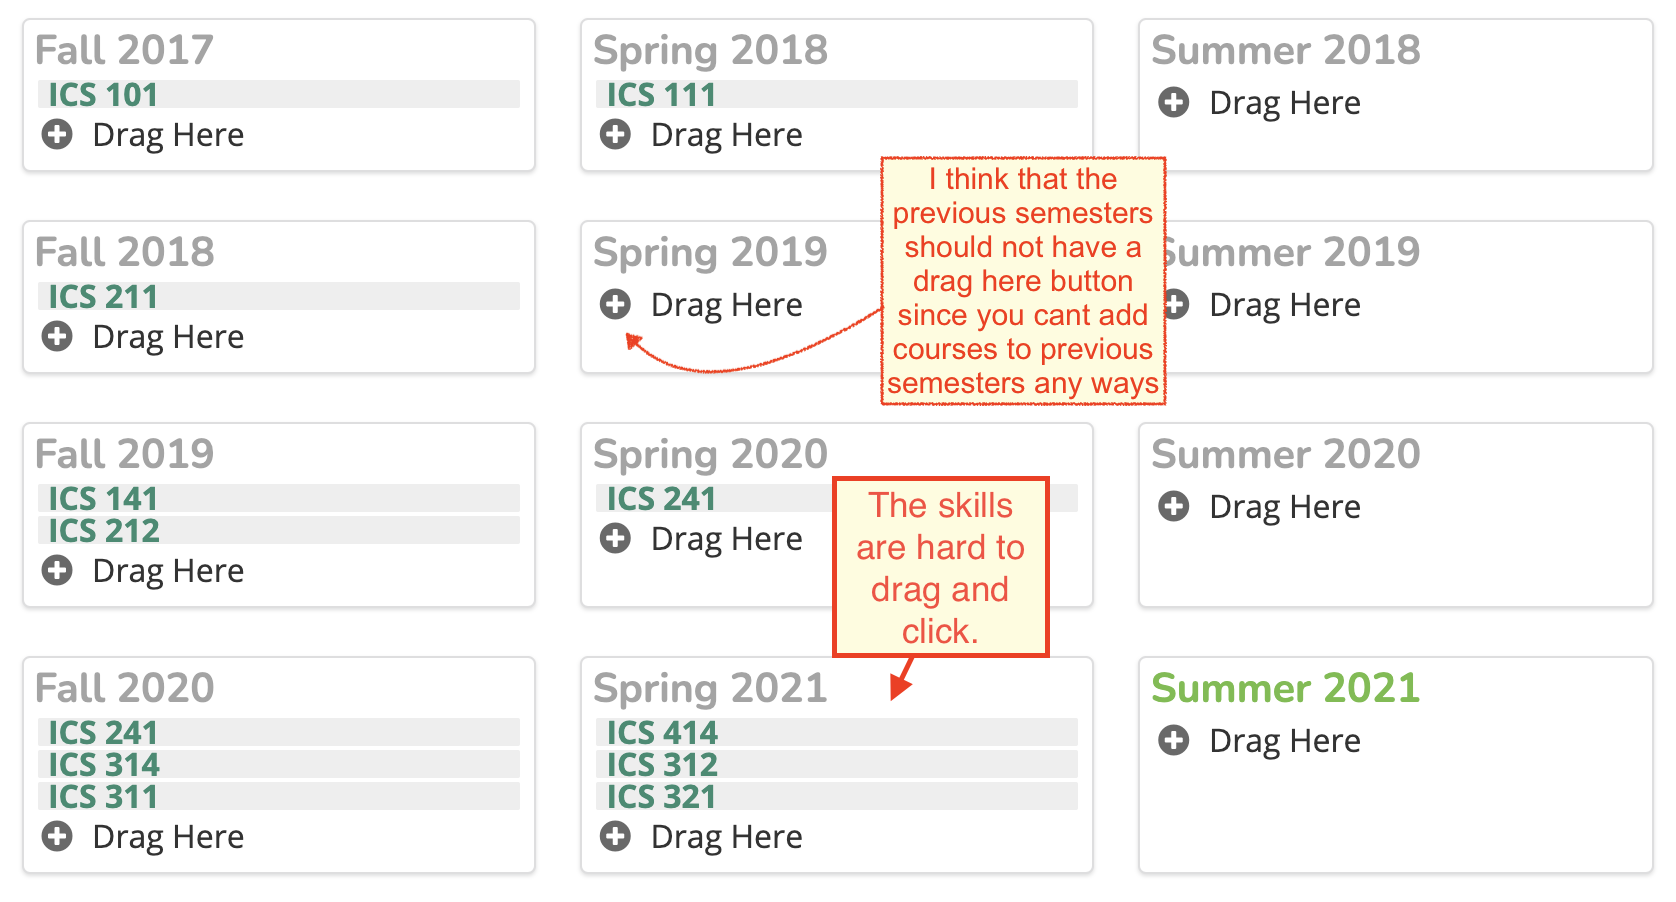 Fall 2017
ICS 101
Drag Here
Spring 2018
ICS 111
Drag Here
Summer 2018
Drag Here
I think that the
previous semesters
should not have a
drag here button
since you cant add
courses to previous
semesters any ways
Fall 2018
ICS 211
Drag Here
Spring 2019
Drag Here
Summer 2019
Drag Here
Fall 2019
ICS 141
ICS 212
Drag Here
Spring 2020
ICS 241
Drag Here
Summer 2020
Drag Here
The skills
are hard to
drag and
click.
Fall 2020
ICS 241
ICS 314
ICS 311
Drag Here
Spring 2021
ICS 414
ICS 312
ICS 321
Drag Here
Summer 2021
Drag Here